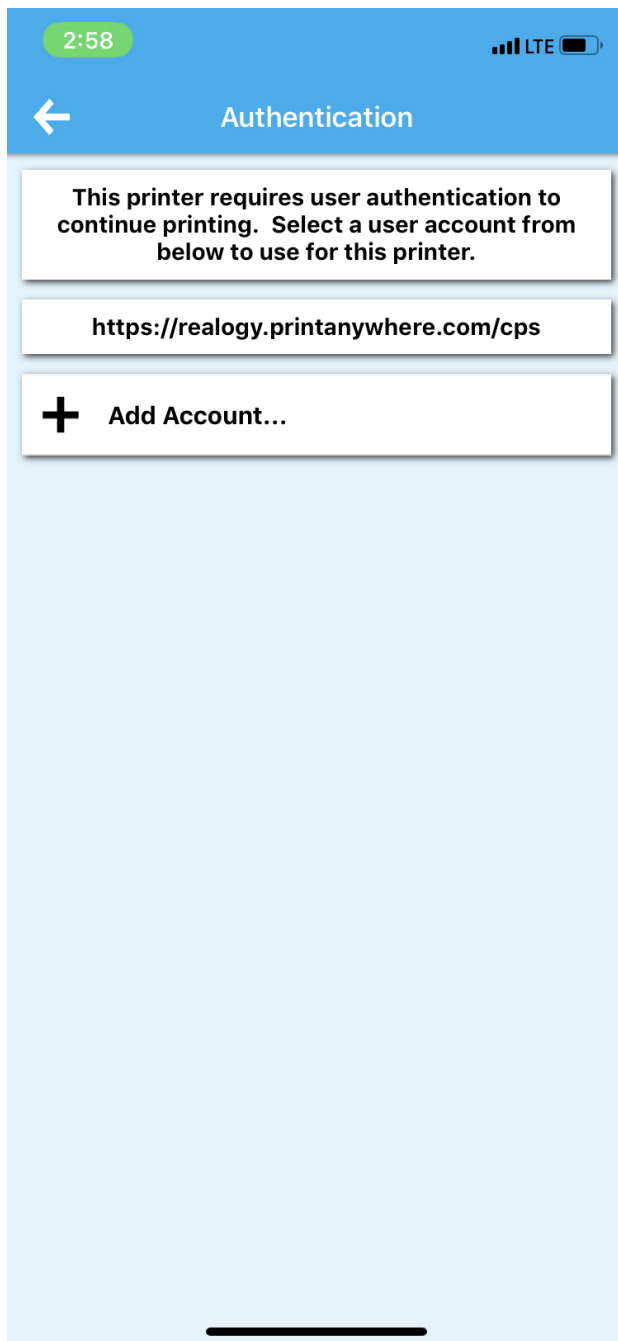 2:58
LTE
Authentication
This printer requires user authentication to
continue printing.  Select a user account from
below to use for this printer.
https://realogy.printanywhere.com/cps
Add Account...